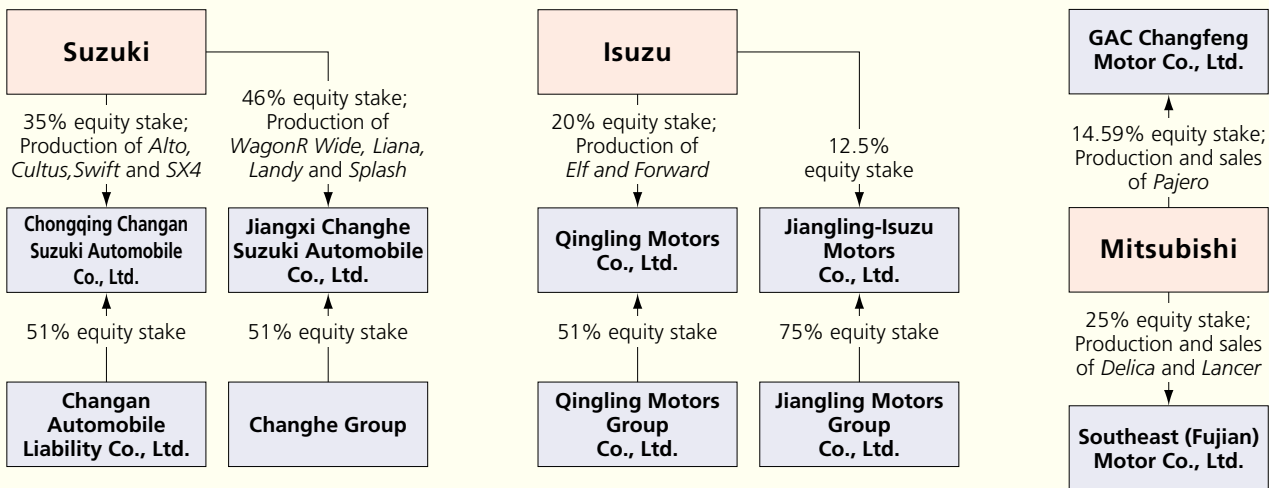 Suzuki
35% equity stake;
Production of Alto,
Cultus,Swift and SX4
46% equity stake;
Production of
WagonR Wide, Liana,
Landy and Splash
Chongqing Changan
Suzuki Automobile
Co., Ltd.
Jiangxi Changhe
Suzuki Automobile
Co., Ltd.
51% equity stake
51% equity stake
Changan
Automobile
Liability Co., Ltd.
Changhe Group
Isuzu
20% equity stake;
Production of
Elf and Forward
12.5%
equity stake
Qingling Motors
Co., Ltd.
Jiangling-Isuzu
Motors
Co., Ltd.
51% equity stake
75% equity stake
Qingling Motors
Group
Co., Ltd.
Jiangling Motors
Group
Co., Ltd.
GAC Changfeng
Motor Co., Ltd.
14.59% equity stake;
Production and sales
of Pajero
Mitsubishi
25% equity stake;
Production and sales
of Delica and Lancer
Southeast (Fujian)
Motor Co., Ltd.